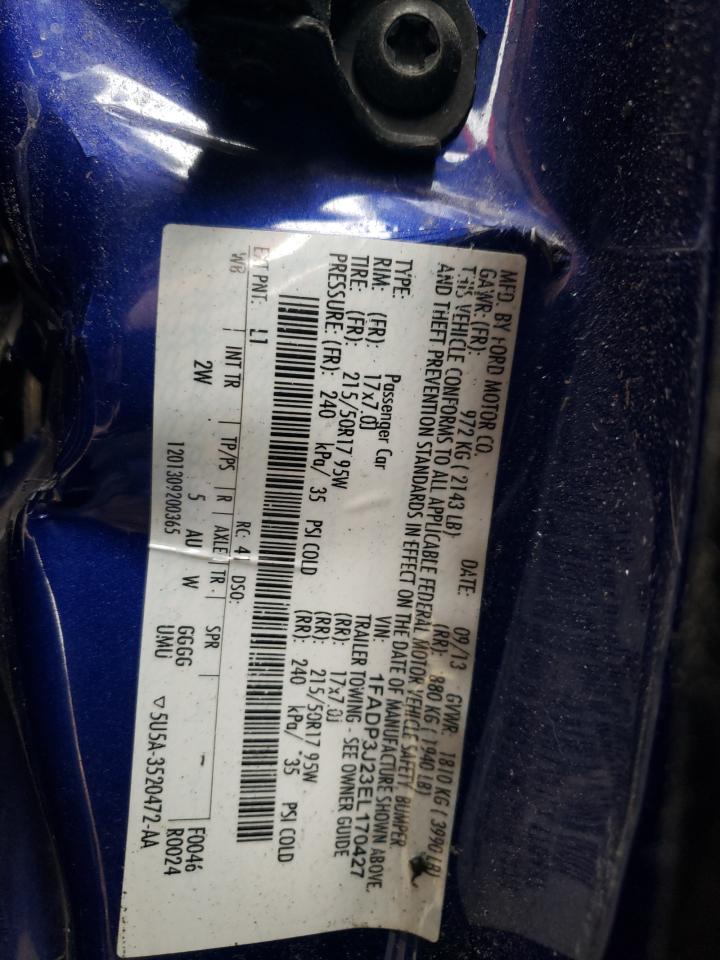 MFD. BY FORD MOTOR CO. DATE: 09/13 GVWR: 1810 KG ( 3990 LB)
GAWR: (FR): 972 KG ( 2143 LB) (RR): 880 KG ( 1940 LB)
THIS VEHICLE CONFORMS TO ALL APPLICABLE FEDERAL MOTOR VEHICLE SAFETY BUMPER
AND THEFT PREVENTION STANDARDS IN EFFECT ON THE DATE OF MANUFACTURE SHOWN ABOVE.
VIN: 1FADP3J23EL170427
TYPE: Passenger Car TRAILER TOWING - SEE OWNER GUIDE
RIM: (FR): 17x7.0J (RR): 17x7.0J
TIRE: (FR): 215/50R17 95W (RR): 215/50R17 95W
PRESSURE: (FR): 240 kPa/ 35 PSI COLD (RR): 240 kPa/ 35 PSI COLD
EXT PNT: L1 RC: 41 DSO:
WB INT TR TP/PS R AXLE TR SPR F0046
2W 5 AU W GGGG - R0024
1201309200365 UMU ▽5U5A-3520472-AA